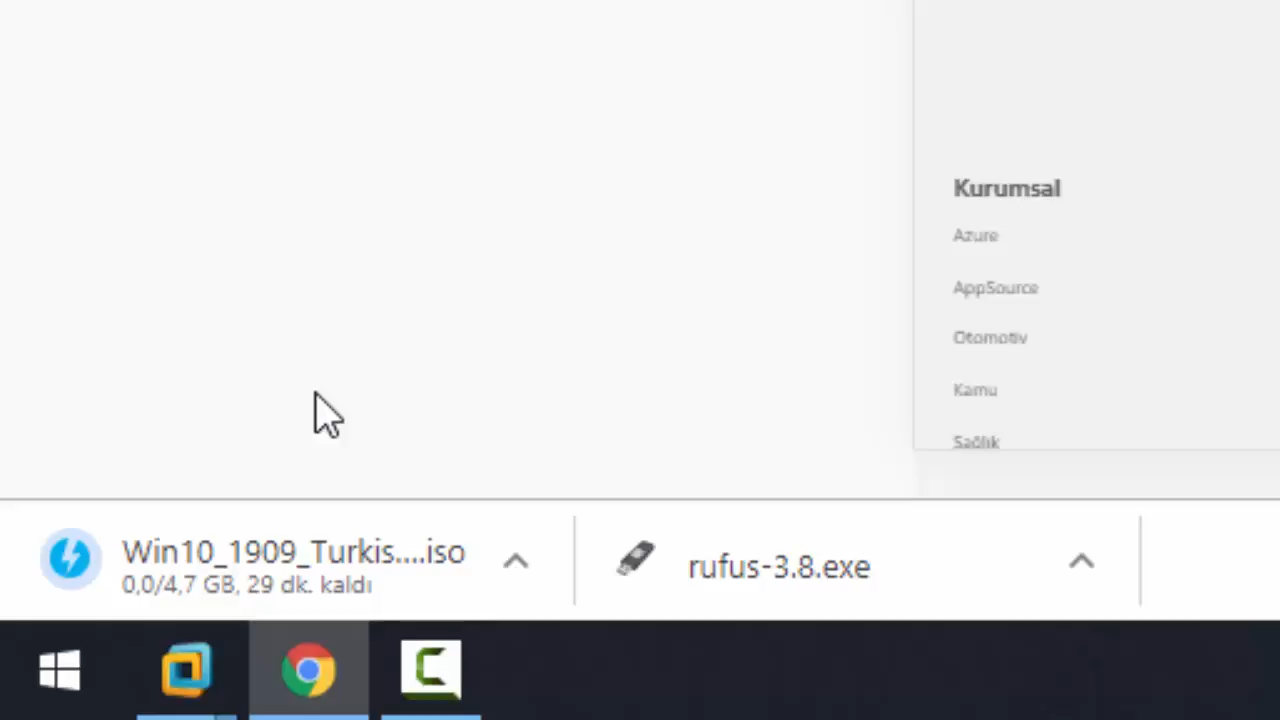 Kurumsal
Azure
AppSource
Otomotiv
Kamu
Sağlık
Win10_1909_Turkis....iso
0,0/4,7 GB, 29 dk. kaldı
rufus-3.8.exe